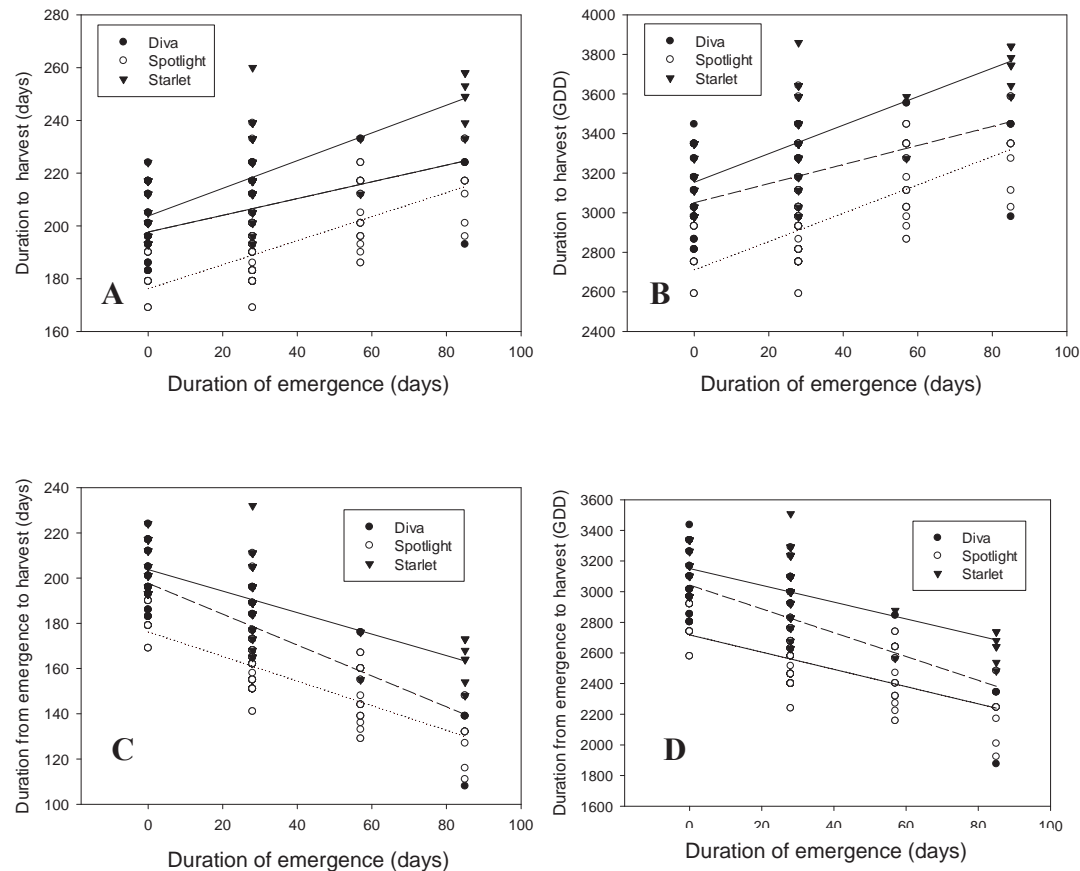 Duration to harvest (days)
280
260
240
220
200
180
160
Diva
Spotlight
Starlet
A
0 20 40 60 80 100
Duration of emergence (days)
Duration to harvest (GDD)
4000
3800
3600
3400
3200
3000
2800
2600
2400
Diva
Spotlight
Starlet
B
0 20 40 60 80 100
Duration of emergence (days)
Duration from emergence to harvest (days)
240
220
200
180
160
140
120
100
Diva
Spotlight
Starlet
C
0 20 40 60 80 100
Duration of emergence (days)
Duration from emergence to harvest (GDD)
3600
3400
3200
3000
2800
2600
2400
2200
2000
1800
1600
Diva
Spotlight
Starlet
D
0 20 40 60 80 100
Duration of emergence (days)